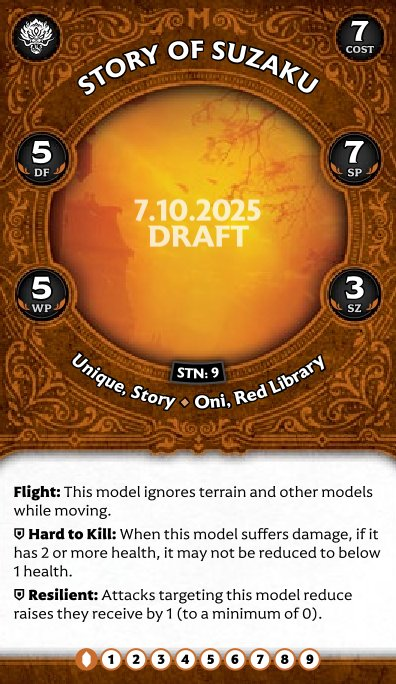 7
COST
STORY OF SUZAKU
5
DF
7
SP
7.10.2025
DRAFT
5
WP
3
SZ
STN: 9
Unique, Story ◆ Oni, Red Library
Flight: This model ignores terrain and other models
while moving.
Hard to Kill: When this model suffers damage, if it
has 2 or more health, it may not be reduced to below
1 health.
Resilient: Attacks targeting this model reduce
raises they receive by 1 (to a minimum of 0).
1 2 3 4 5 6 7 8 9